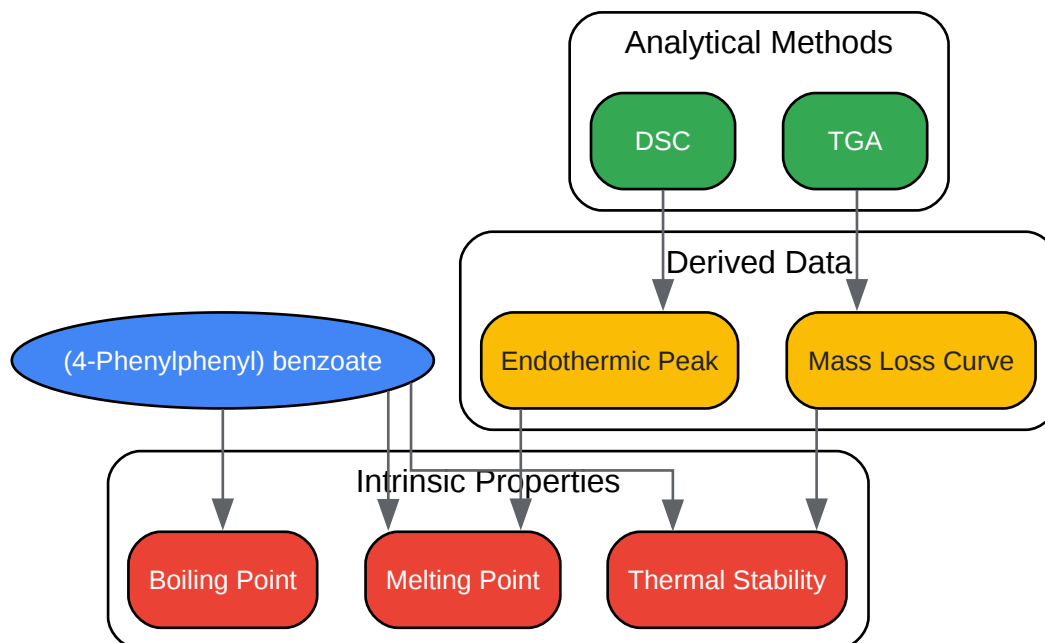 Analytical Methods
DSC
TGA
Derived Data
(4-Phenylphenyl) benzoate
Endothermic Peak
Mass Loss Curve
Intrinsic Properties
Boiling Point
Melting Point
Thermal Stability